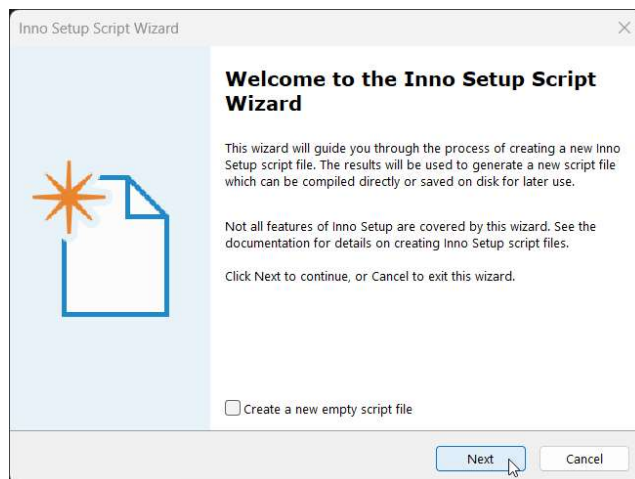 Inno Setup Script Wizard
Welcome to the Inno Setup Script
Wizard
This wizard will guide you through the process of creating a new Inno
Setup script file. The results will be used to generate a new script file
which can be compiled directly or saved on disk for later use.
Not all features of Inno Setup are covered by this wizard. See the
documentation for details on creating Inno Setup script files.
Click Next to continue, or Cancel to exit this wizard.
Create a new empty script file
Next
Cancel